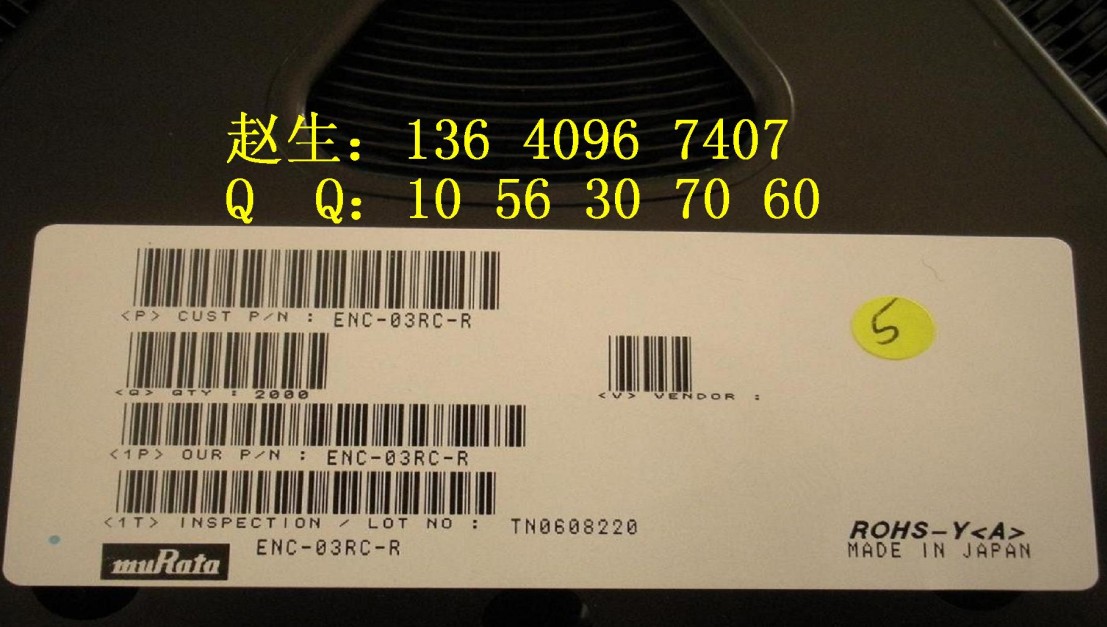 赵生：136 4096 7407
Q Q：10 56 30 70 60
<P> CUST P/N : ENC-03RC-R
5
<Q> QTY : 2000
<V> VENDOR :
<1P> OUR P/N : ENC-03RC-R
<1T> INSPECTION / LOT NO : TN0608220
ROHS-Y<A>
muRata ENC-03RC-R
MADE IN JAPAN